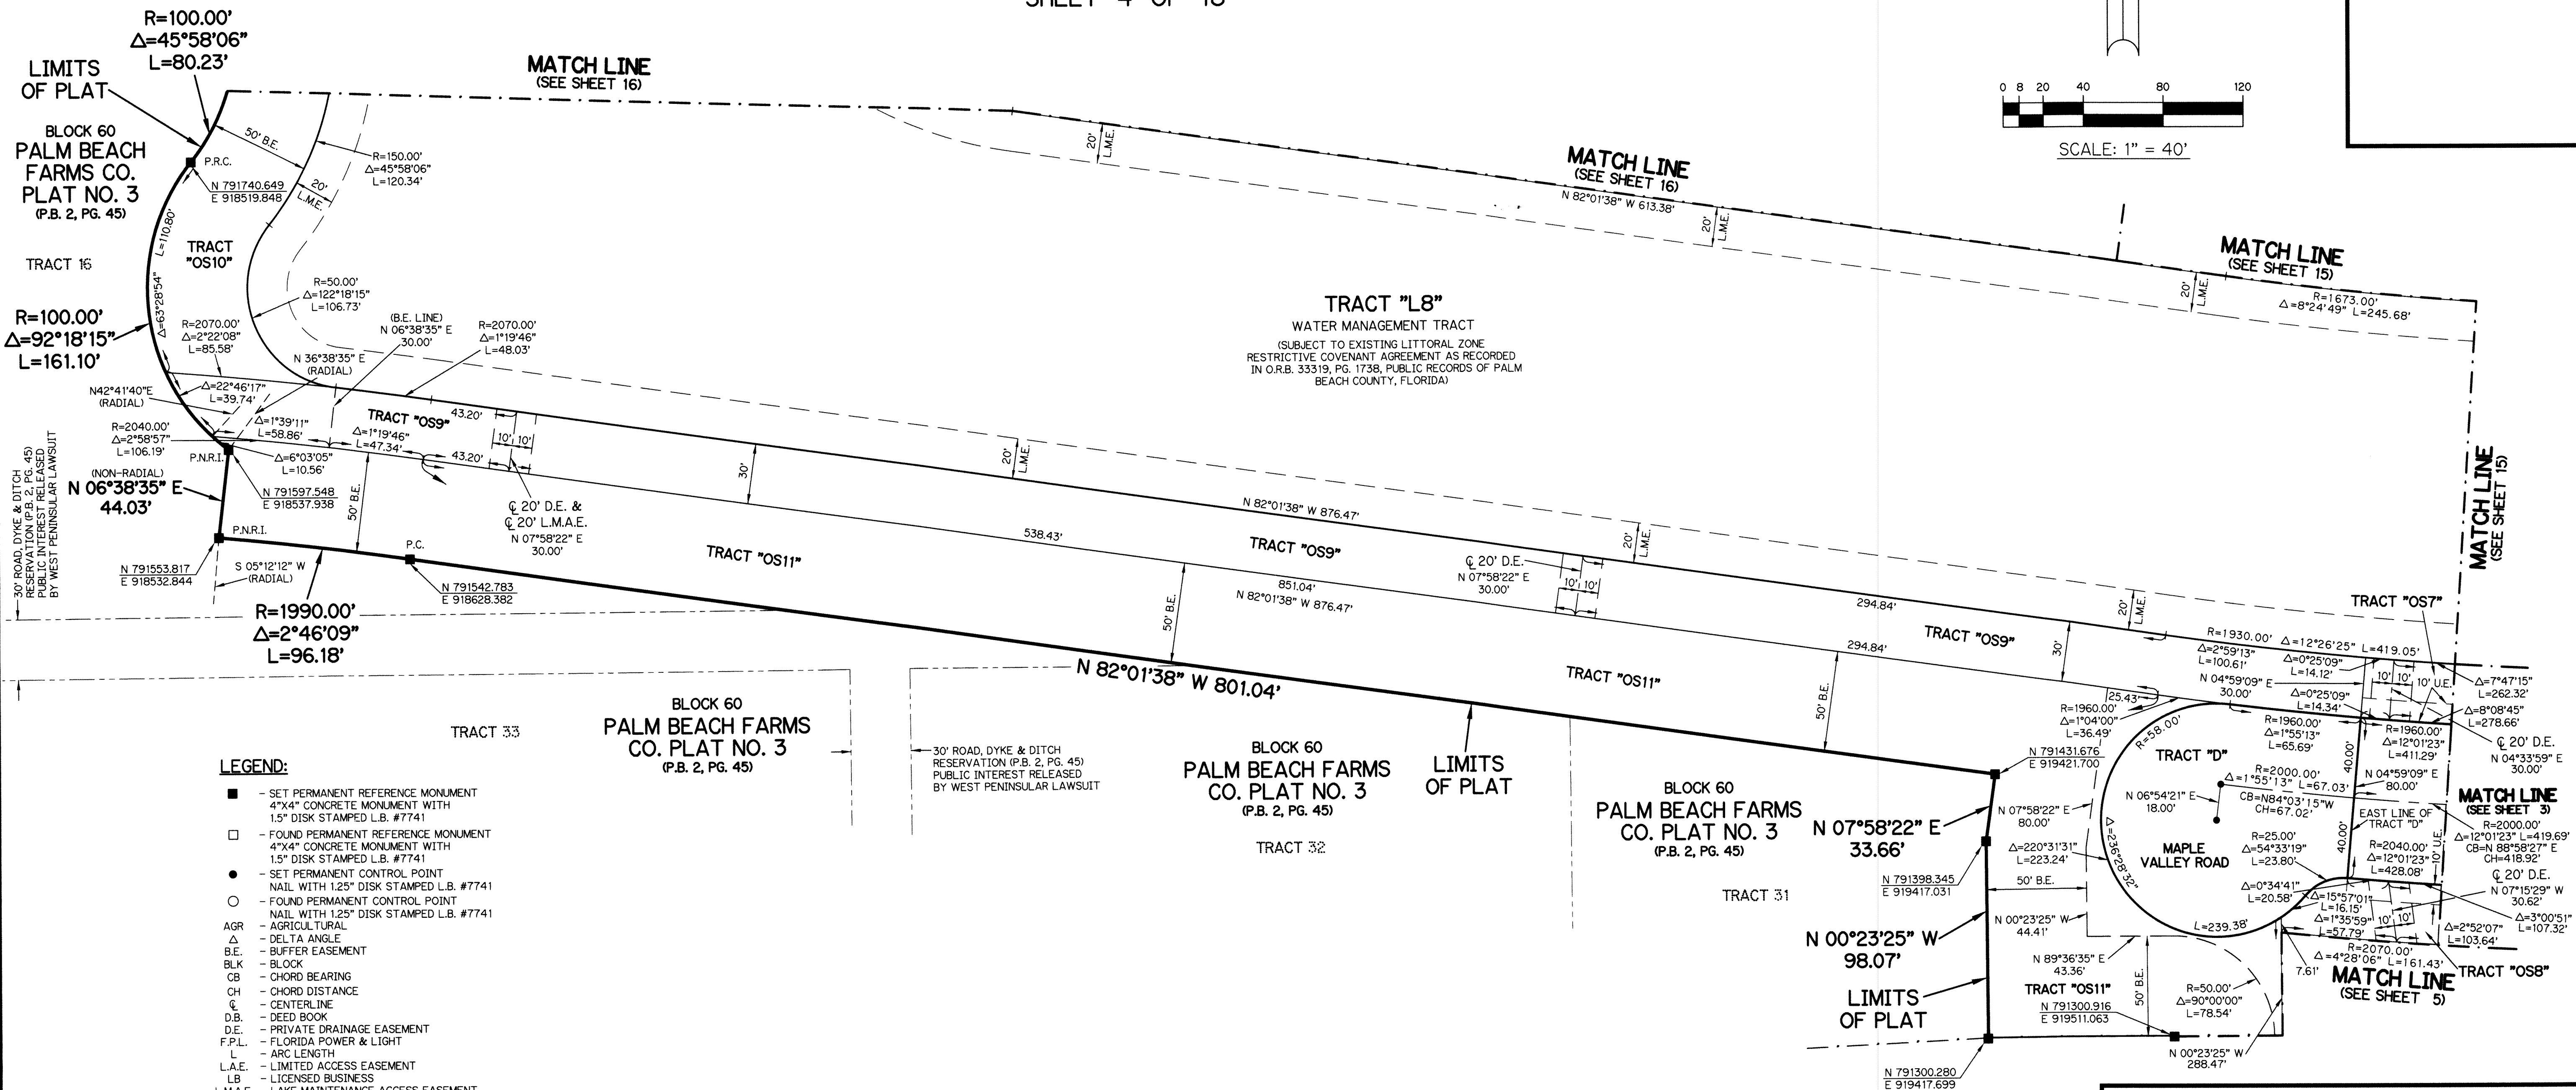 SHEET 4 OF 18
R=100.00'
Δ=45°58'06"
L=80.23'
LIMITS
OF PLAT
MATCH LINE
(SEE SHEET 16)
BLOCK 60
PALM BEACH
FARMS CO.
PLAT NO. 3
(P.B. 2, PG. 45)
TRACT 16
50' B.E.
P.R.C.
N 791740.649
E 918519.848
R=150.00'
Δ=45°58'06"
L=120.34'
20'
L.M.E.
TRACT
"OS10"
L=110.80'
Δ=63°28'54"
R=100.00'
Δ=92°18'15"
L=161.10'
R=50.00'
Δ=122°18'15"
L=106.73'
R=2070.00'
Δ=2°22'08"
L=85.58'
(B.E. LINE)
N 06°38'35" E
30.00'
R=2070.00'
Δ=1°19'46"
L=48.03'
N 36°38'35" E
(RADIAL)
N42°41'40"E
(RADIAL)
Δ=22°46'17"
L=39.74'
R=2040.00'
Δ=2°58'57"
L=106.19'
Δ=1°39'11"
L=58.86'
TRACT "OS9"
Δ=1°19'46"
L=47.34'
43.20'
43.20'
10' 10'
P.N.R.I.
Δ=6°03'05"
L=10.56'
(NON-RADIAL)
N 06°38'35" E
44.03'
N 791597.548
E 918537.938
50' B.E.
30' ROAD, DYKE & DITCH
RESERVATION (P.B. 2, PG. 45)
PUBLIC INTEREST RELEASED
BY WEST PENINSULAR LAWSUIT
P.N.R.I.
P.C.
N 791553.817
E 918532.844
S 05°12'12" W
(RADIAL)
N 791542.783
E 918628.382
R=1990.00'
Δ=2°46'09"
L=96.18'
℄ 20' D.E. &
℄ 20' L.M.A.E.
N 07°58'22" E
30.00'
30'
20'
L.M.E.
538.43'
TRACT "OS11"
N 82°01'38" W 876.47'
TRACT "OS9"
851.04'
N 82°01'38" W 876.47'
50' B.E.
N 82°01'38" W 801.04'
20'
L.M.E.
MATCH LINE
(SEE SHEET 16)
N 82°01'38" W 613.38'
20'
L.M.E.
TRACT "L8"
WATER MANAGEMENT TRACT
(SUBJECT TO EXISTING LITTORAL ZONE
RESTRICTIVE COVENANT AGREEMENT AS RECORDED
IN O.R.B. 33319, PG. 1738, PUBLIC RECORDS OF PALM
BEACH COUNTY, FLORIDA)
0 8 20 40 80 120
SCALE: 1" = 40'
MATCH LINE
(SEE SHEET 15)
R=1673.00'
Δ=8°24'49" L=245.68'
20'
L.M.E.
MATCH LINE
(SEE SHEET 15)
20'
L.M.E.
℄ 20' D.E.
N 07°58'22" E
30.00'
10' 10'
294.84'
294.84'
TRACT "OS9"
TRACT "OS11"
50' B.E.
30'
20'
L.M.E.
TRACT "OS7"
R=1930.00' Δ=12°26'25" L=419.05'
Δ=2°59'13"
L=100.61'
Δ=0°25'09"
L=14.12'
10' 10' 10' U.E.
Δ=7°47'15"
L=262.32'
N 04°59'09" E
30.00'
Δ=0°25'09"
L=14.34'
Δ=8°08'45"
L=278.66'
25.43'
R=1960.00'
Δ=1°04'00"
L=36.49'
R=58.00'
R=1960.00'
Δ=1°55'13"
L=65.69'
R=1960.00'
Δ=12°01'23"
L=411.29'
℄ 20' D.E.
N 04°33'59" E
30.00'
TRACT "D"
R=2000.00'
Δ=1°55'13" L=67.03'
CB=N84°03'15"W
CH=67.02'
N 06°54'21" E
18.00'
40.00'
N 04°59'09" E
80.00'
MATCH LINE
(SEE SHEET 3)
R=2000.00'
Δ=12°01'23" L=419.69'
CB=N 88°58'27" E
CH=418.92'
EAST LINE OF
TRACT "D"
40.00'
10' U.E.
MAPLE
VALLEY ROAD
R=25.00'
Δ=54°33'19"
L=23.80'
R=2040.00'
Δ=12°01'23"
L=428.08'
℄ 20' D.E.
N 07°15'29" W
30.62'
Δ=0°34'41"
L=20.58'
Δ=15°57'01"
L=16.15'
Δ=1°35'59"
L=57.79'
10' 10'
Δ=3°00'51"
L=107.32'
Δ=2°52'07"
L=103.64'
R=2070.00'
Δ=4°28'06" L=161.43'
7.61'
MATCH LINE
(SEE SHEET 5)
TRACT "OS8"
N 791431.676
E 919421.700
N 07°58'22" E
33.66'
N 07°58'22" E
80.00'
Δ=220°31'31"
L=223.24'
Δ=236°28'32"
L=239.38'
N 791398.345
E 919417.031
50' B.E.
N 00°23'25" W
44.41'
N 00°23'25" W
98.07'
N 89°36'35" E
43.36'
LIMITS
OF PLAT
TRACT "OS11"
50' B.E.
R=50.00'
Δ=90°00'00"
L=78.54'
N 791300.916
E 919511.063
N 00°23'25" W
288.47'
N 791300.280
E 919417.699
TRACT 33
BLOCK 60
PALM BEACH FARMS
CO. PLAT NO. 3
(P.B. 2, PG. 45)
30' ROAD, DYKE & DITCH
RESERVATION (P.B. 2, PG. 45)
PUBLIC INTEREST RELEASED
BY WEST PENINSULAR LAWSUIT
BLOCK 60
PALM BEACH FARMS
CO. PLAT NO. 3
(P.B. 2, PG. 45)
TRACT 32
LIMITS
OF PLAT
BLOCK 60
PALM BEACH FARMS
CO. PLAT NO. 3
(P.B. 2, PG. 45)
TRACT 31
LEGEND:
■ - SET PERMANENT REFERENCE MONUMENT
4"X4" CONCRETE MONUMENT WITH
1.5" DISK STAMPED L.B. #7741
□ - FOUND PERMANENT REFERENCE MONUMENT
4"X4" CONCRETE MONUMENT WITH
1.5" DISK STAMPED L.B. #7741
● - SET PERMANENT CONTROL POINT
NAIL WITH 1.25" DISK STAMPED L.B. #7741
○ - FOUND PERMANENT CONTROL POINT
NAIL WITH 1.25" DISK STAMPED L.B. #7741
AGR - AGRICULTURAL
Δ - DELTA ANGLE
B.E. - BUFFER EASEMENT
BLK - BLOCK
CB - CHORD BEARING
CH - CHORD DISTANCE
℄ - CENTERLINE
D.B. - DEED BOOK
D.E. - PRIVATE DRAINAGE EASEMENT
F.P.L. - FLORIDA POWER & LIGHT
L - ARC LENGTH
L.A.E. - LIMITED ACCESS EASEMENT
LB - LICENSED BUSINESS
L.M.A.E. - LAKE MAINTENANCE ACCESS EASEMENT